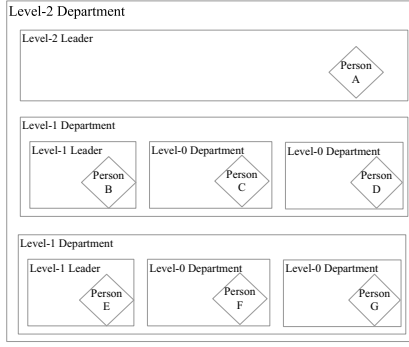 Level-2 Department
Level-2 Leader
Person
A
Level-1 Department
Level-1 Leader
Person
B
Level-0 Department
Person
C
Level-0 Department
Person
D
Level-1 Department
Level-1 Leader
Person
E
Level-0 Department
Person
F
Level-0 Department
Person
G